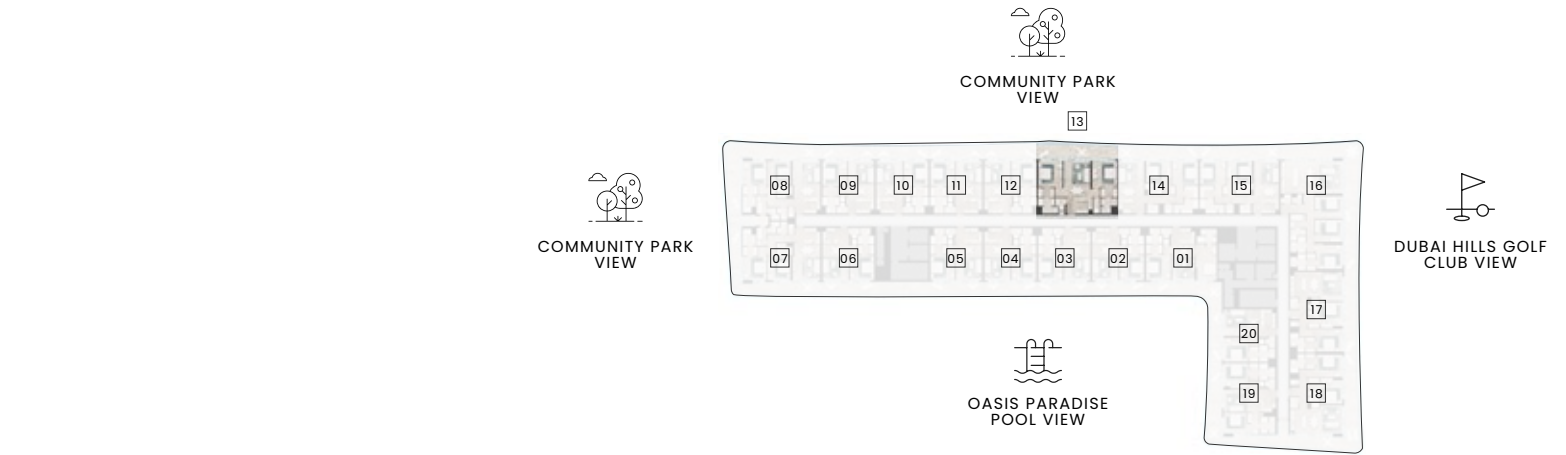 COMMUNITY PARK
VIEW
13
08
09
10
11
12
14
15
16
COMMUNITY PARK
VIEW
07
06
05
04
03
02
01
DUBAI HILLS GOLF
CLUB VIEW
17
20
OASIS PARADISE
POOL VIEW
19
18